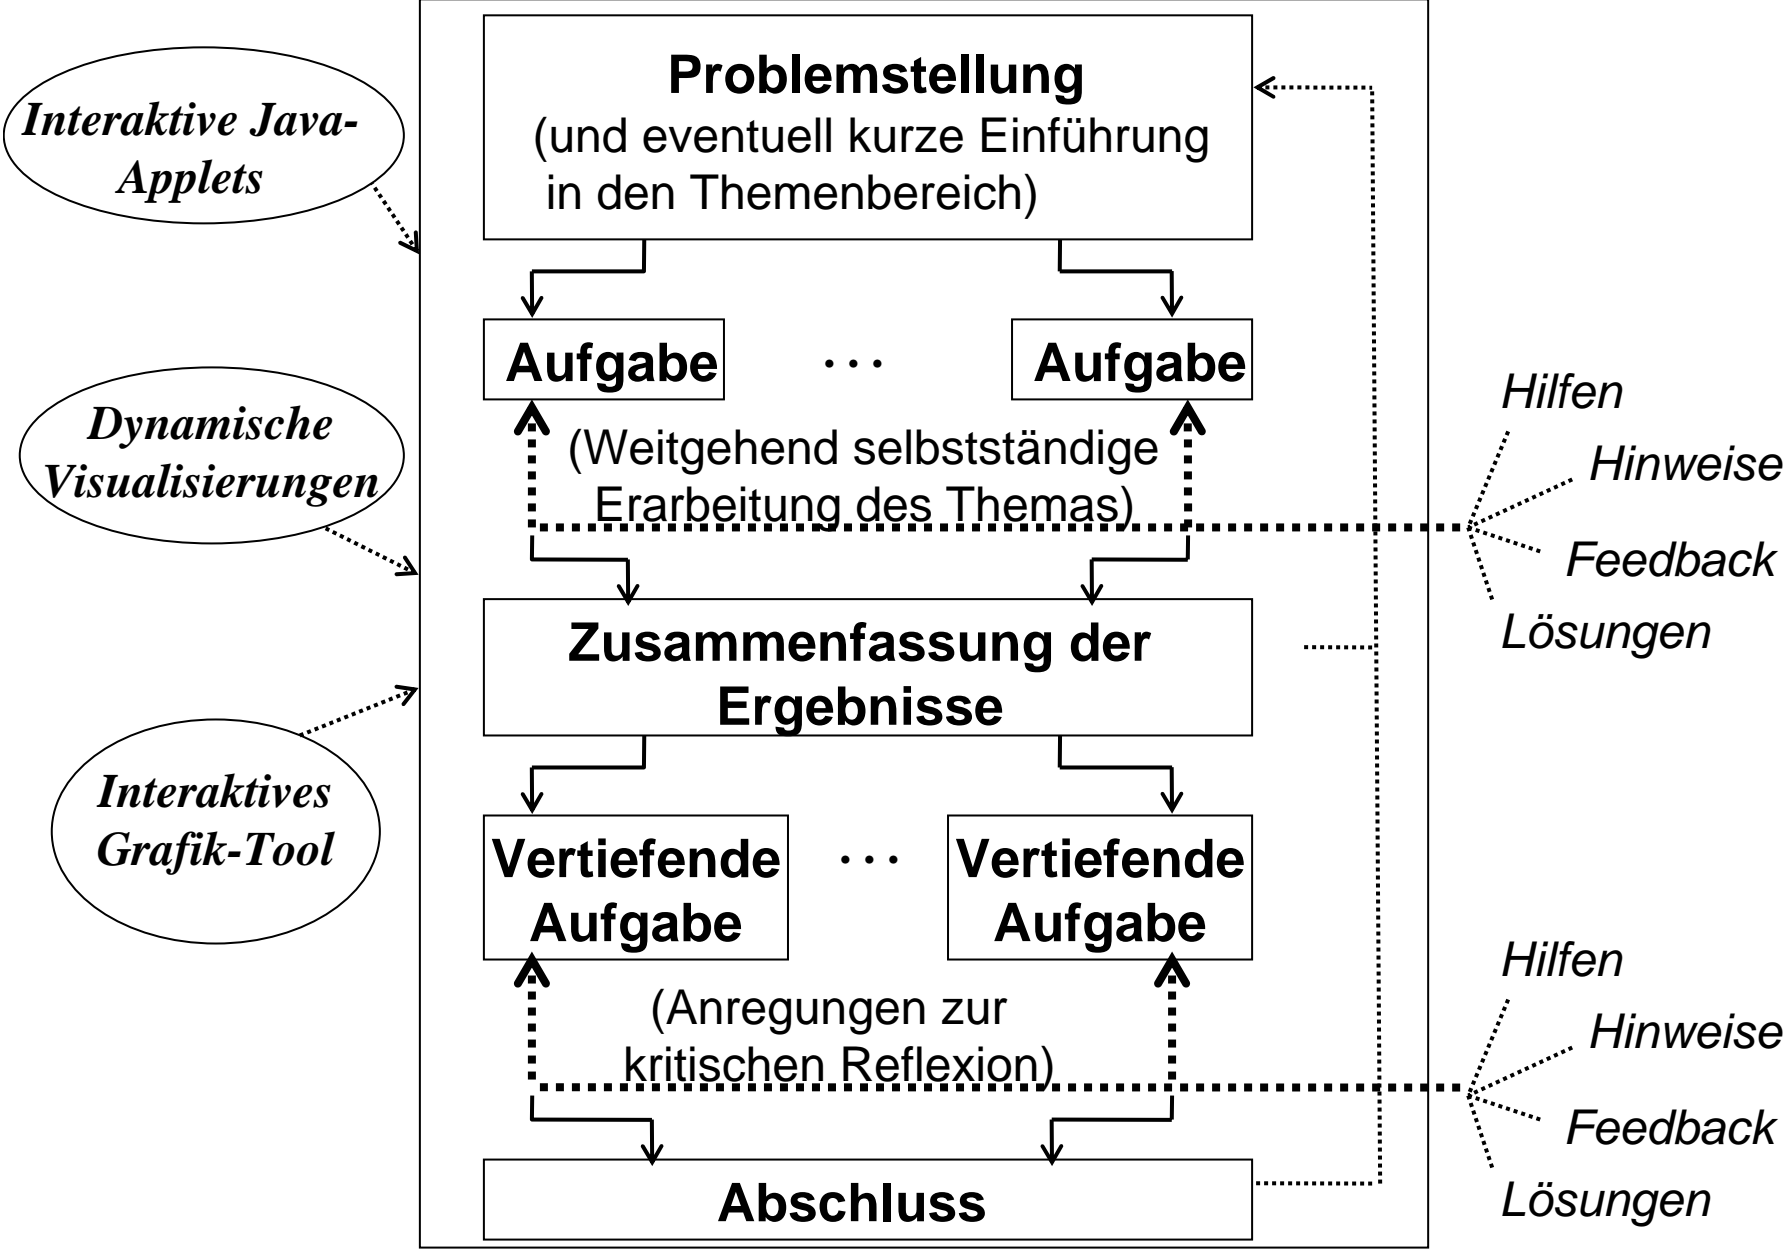 Problemstellung
(und eventuell kurze Einführung
in den Themenbereich)
Interaktive Java-
Applets
Aufgabe
...
Aufgabe
Dynamische
Visualisierungen
(Weitgehend selbstständige
Erarbeitung des Themas)
Hilfen
Hinweise
Feedback
Lösungen
Zusammenfassung der
Ergebnisse
Interaktives
Grafik-Tool
Vertiefende
Aufgabe
...
Vertiefende
Aufgabe
(Anregungen zur
kritischen Reflexion)
Hilfen
Hinweise
Feedback
Lösungen
Abschluss